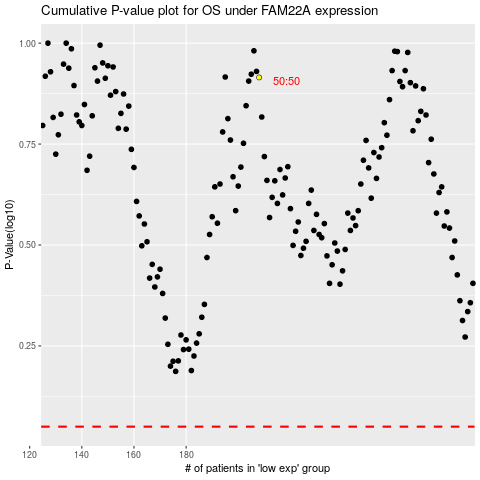 Cumulative P-value plot for OS under FAM22A expression
1.00
50:50
0.75
P-Value(log10)
0.50
0.25
120 140 160 180
# of patients in 'low exp' group